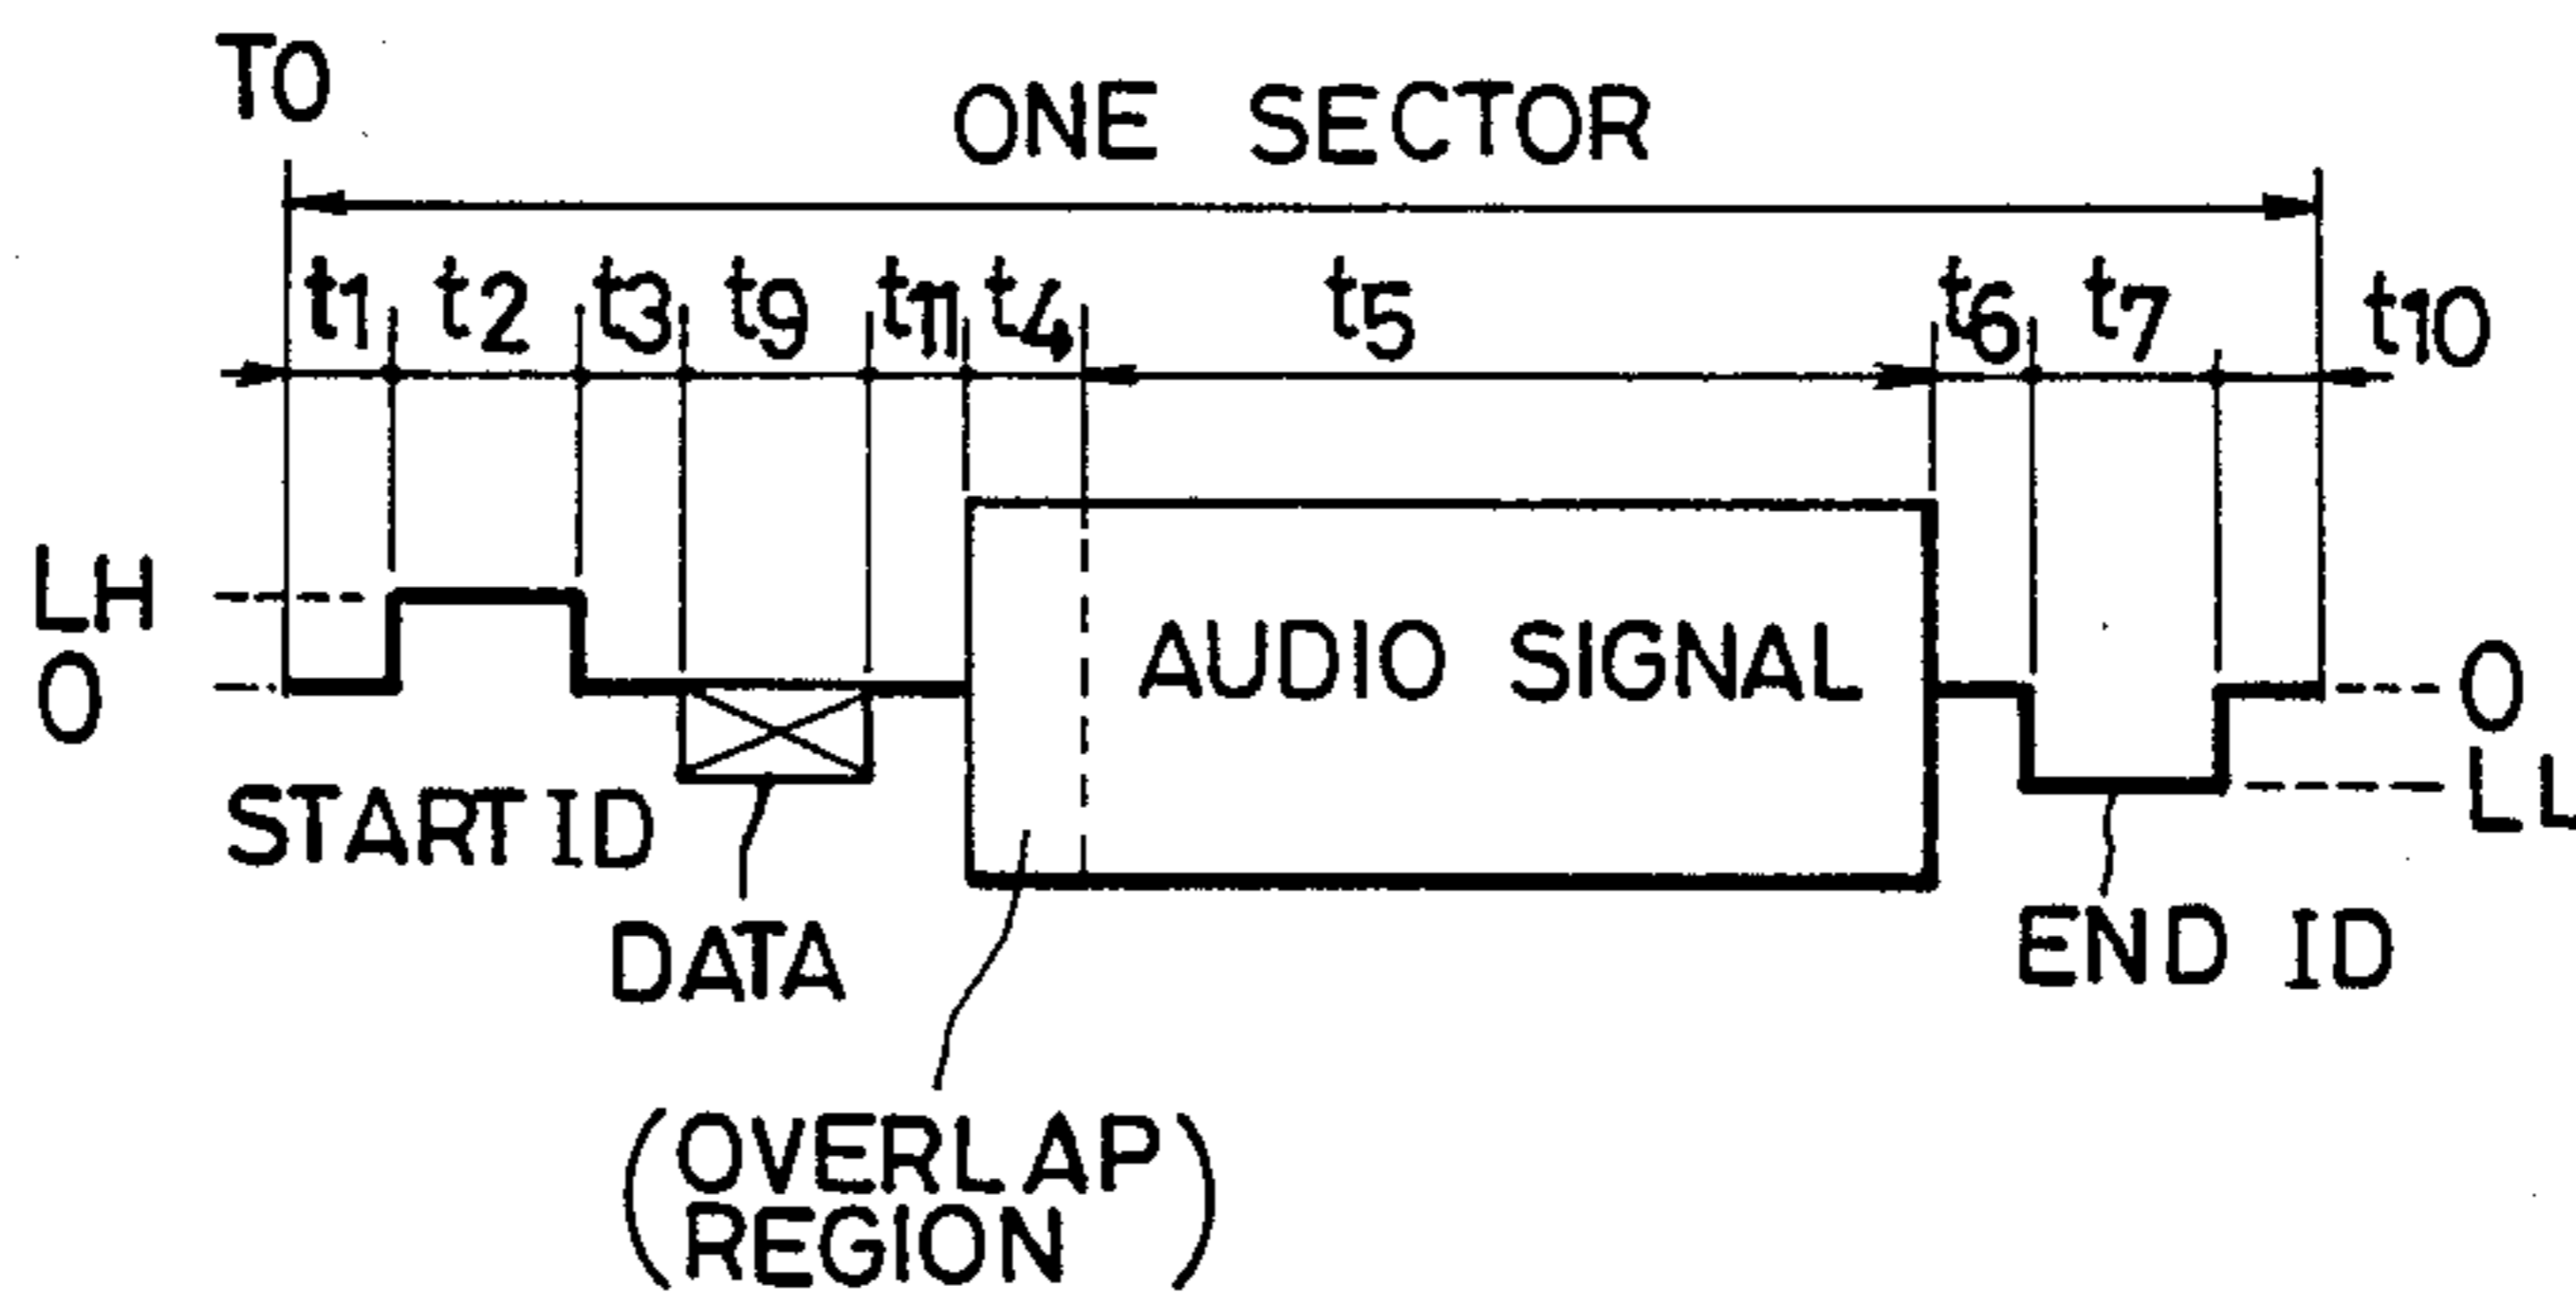 TO
ONE SECTOR
t1 t2 t3 t9 t11 t4 t5 t6 t7 t10
LH
O
AUDIO SIGNAL
O
LL
START ID
DATA
END ID
(OVERLAP
REGION)